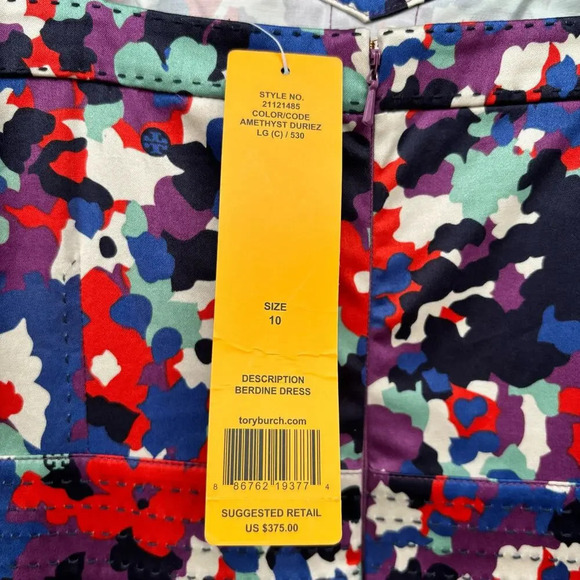 STYLE NO.
21121485
COLOR/CODE
AMETHYST DURIEZ
LG (C) / 530
SIZE
10
DESCRIPTION
BERDINE DRESS
toryburch.com
8 86762 19377 4
SUGGESTED RETAIL
US $375.00